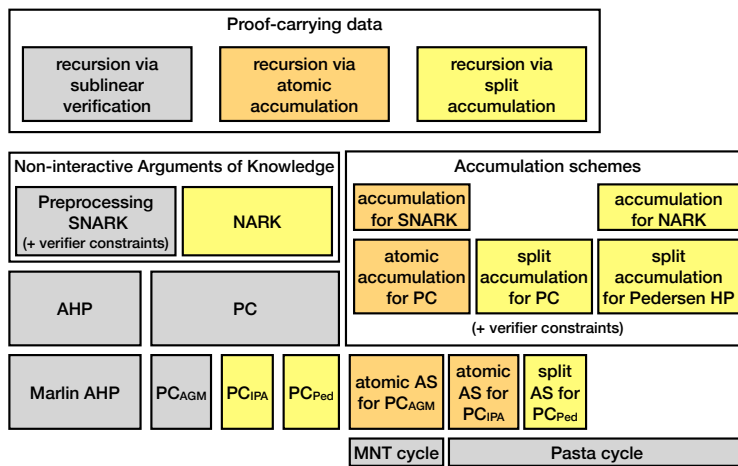 Proof-carrying data
recursion via
sublinear
verification
recursion via
atomic
accumulation
recursion via
split
accumulation
Non-interactive Arguments of Knowledge
Preprocessing
SNARK
(+ verifier constraints)
NARK
Accumulation schemes
accumulation
for SNARK
accumulation
for NARK
atomic
accumulation
for PC
split
accumulation
for PC
split
accumulation
for Pedersen HP
(+ verifier constraints)
AHP
PC
Marlin AHP
PCAGM
PCIPA
PCPed
atomic AS
for PCAGM
atomic
AS for
PCIPA
split
AS for
PCPed
MNT cycle
Pasta cycle